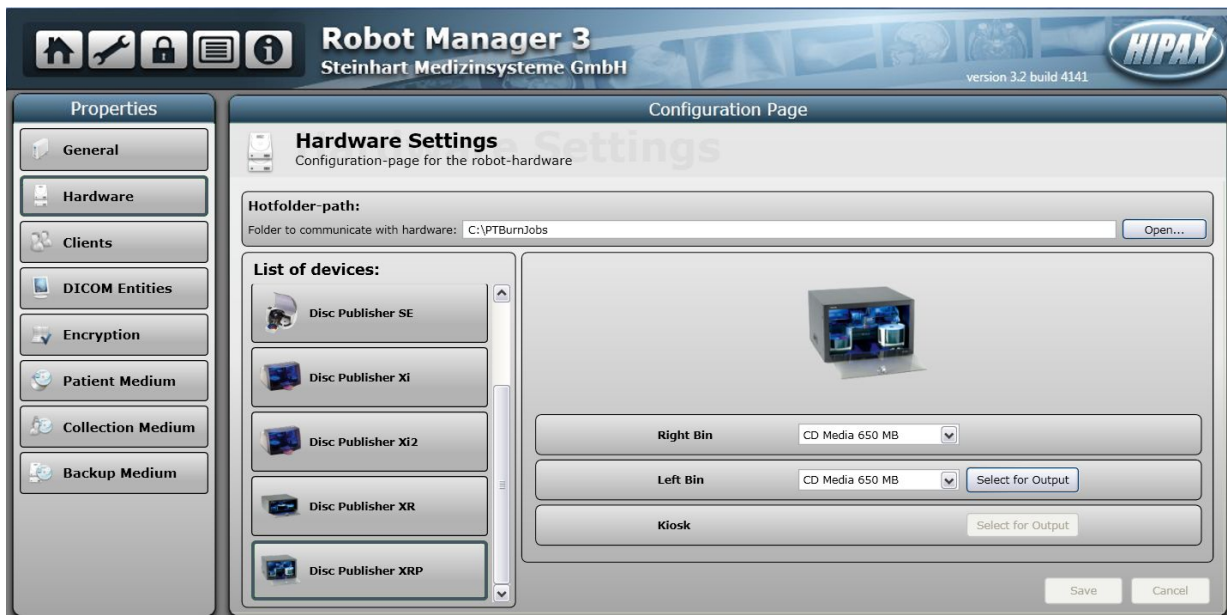 Robot Manager 3
Steinhart Medizinsysteme GmbH
version 3.2 build 4141
HIPAX
Properties
General
Hardware
Clients
DICOM Entities
Encryption
Patient Medium
Collection Medium
Backup Medium
Configuration Page
Hardware Settings
Configuration-page for the robot-hardware
Hotfolder-path:
Folder to communicate with hardware: C:\PTBurnJobs Open...
List of devices:
Disc Publisher SE
Disc Publisher Xi
Disc Publisher Xi2
Disc Publisher XR
Disc Publisher XRP
Right Bin CD Media 650 MB
Left Bin CD Media 650 MB Select for Output
Kiosk Select for Output
Save Cancel